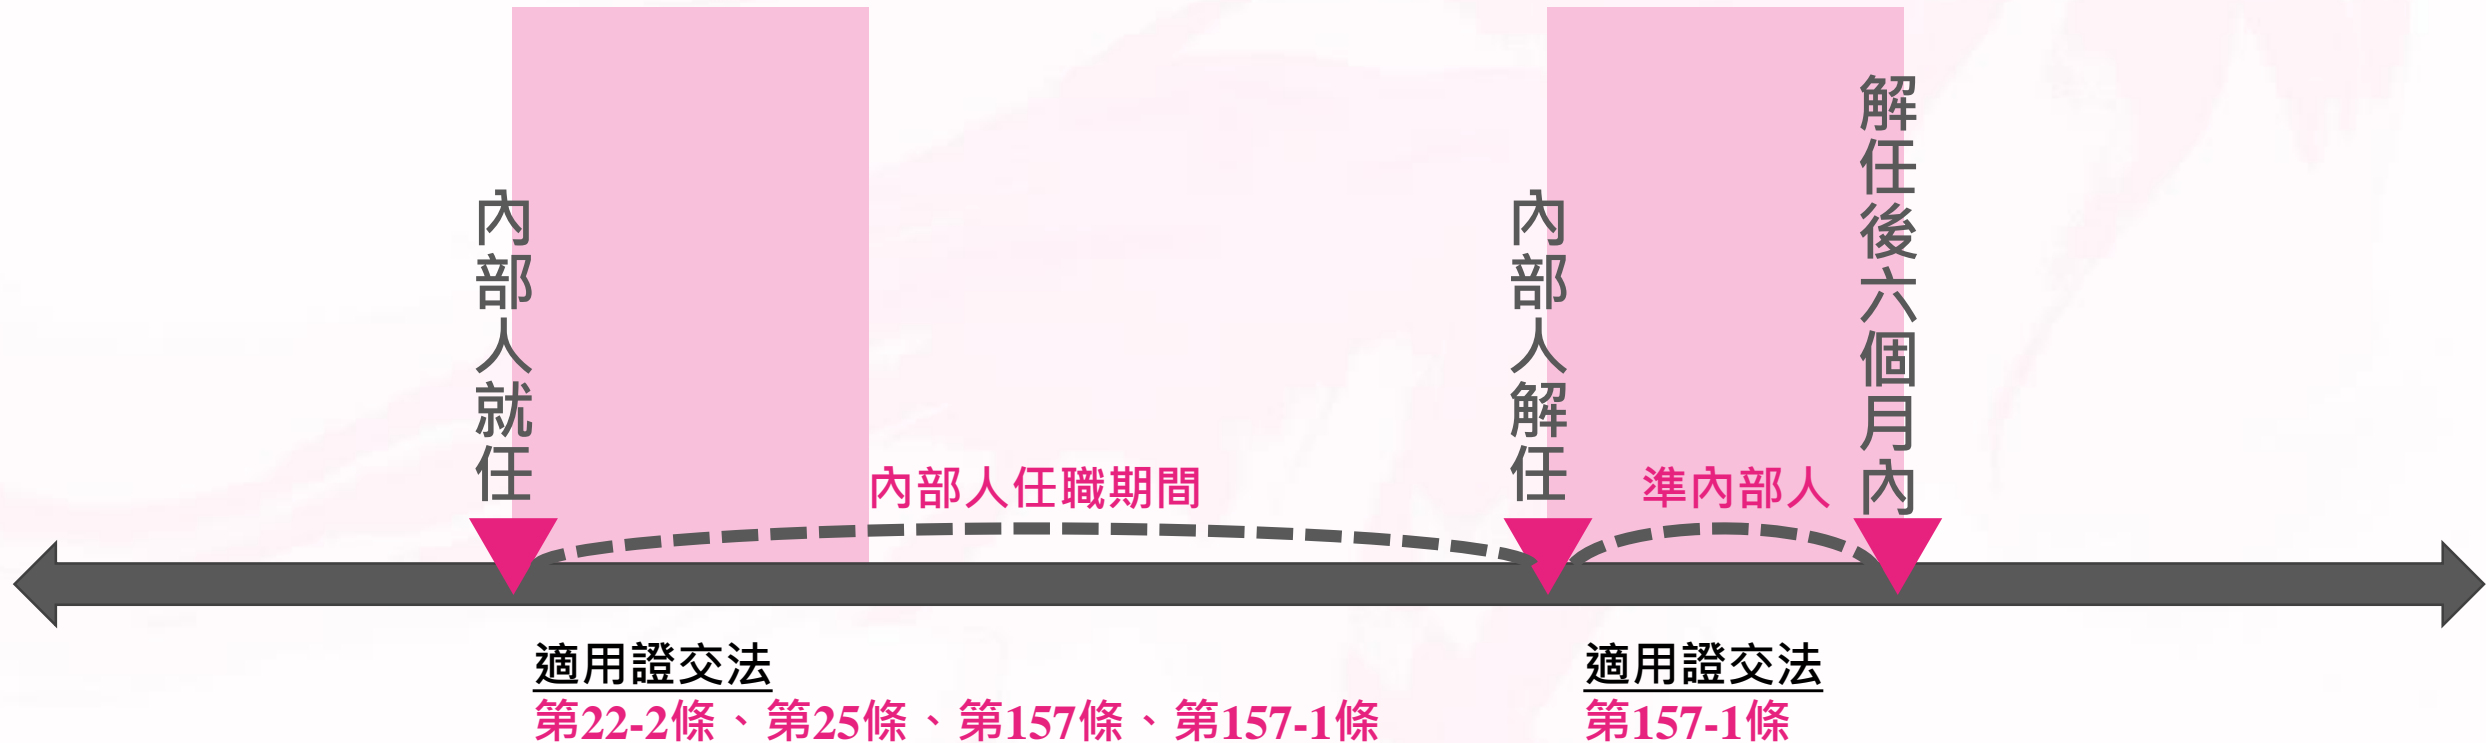 內部人就任
內部人解任
解任後六個月內
內部人任職期間
準內部人
適用證交法
第22-2條、第25條、第157條、第157-1條
適用證交法
第157-1條